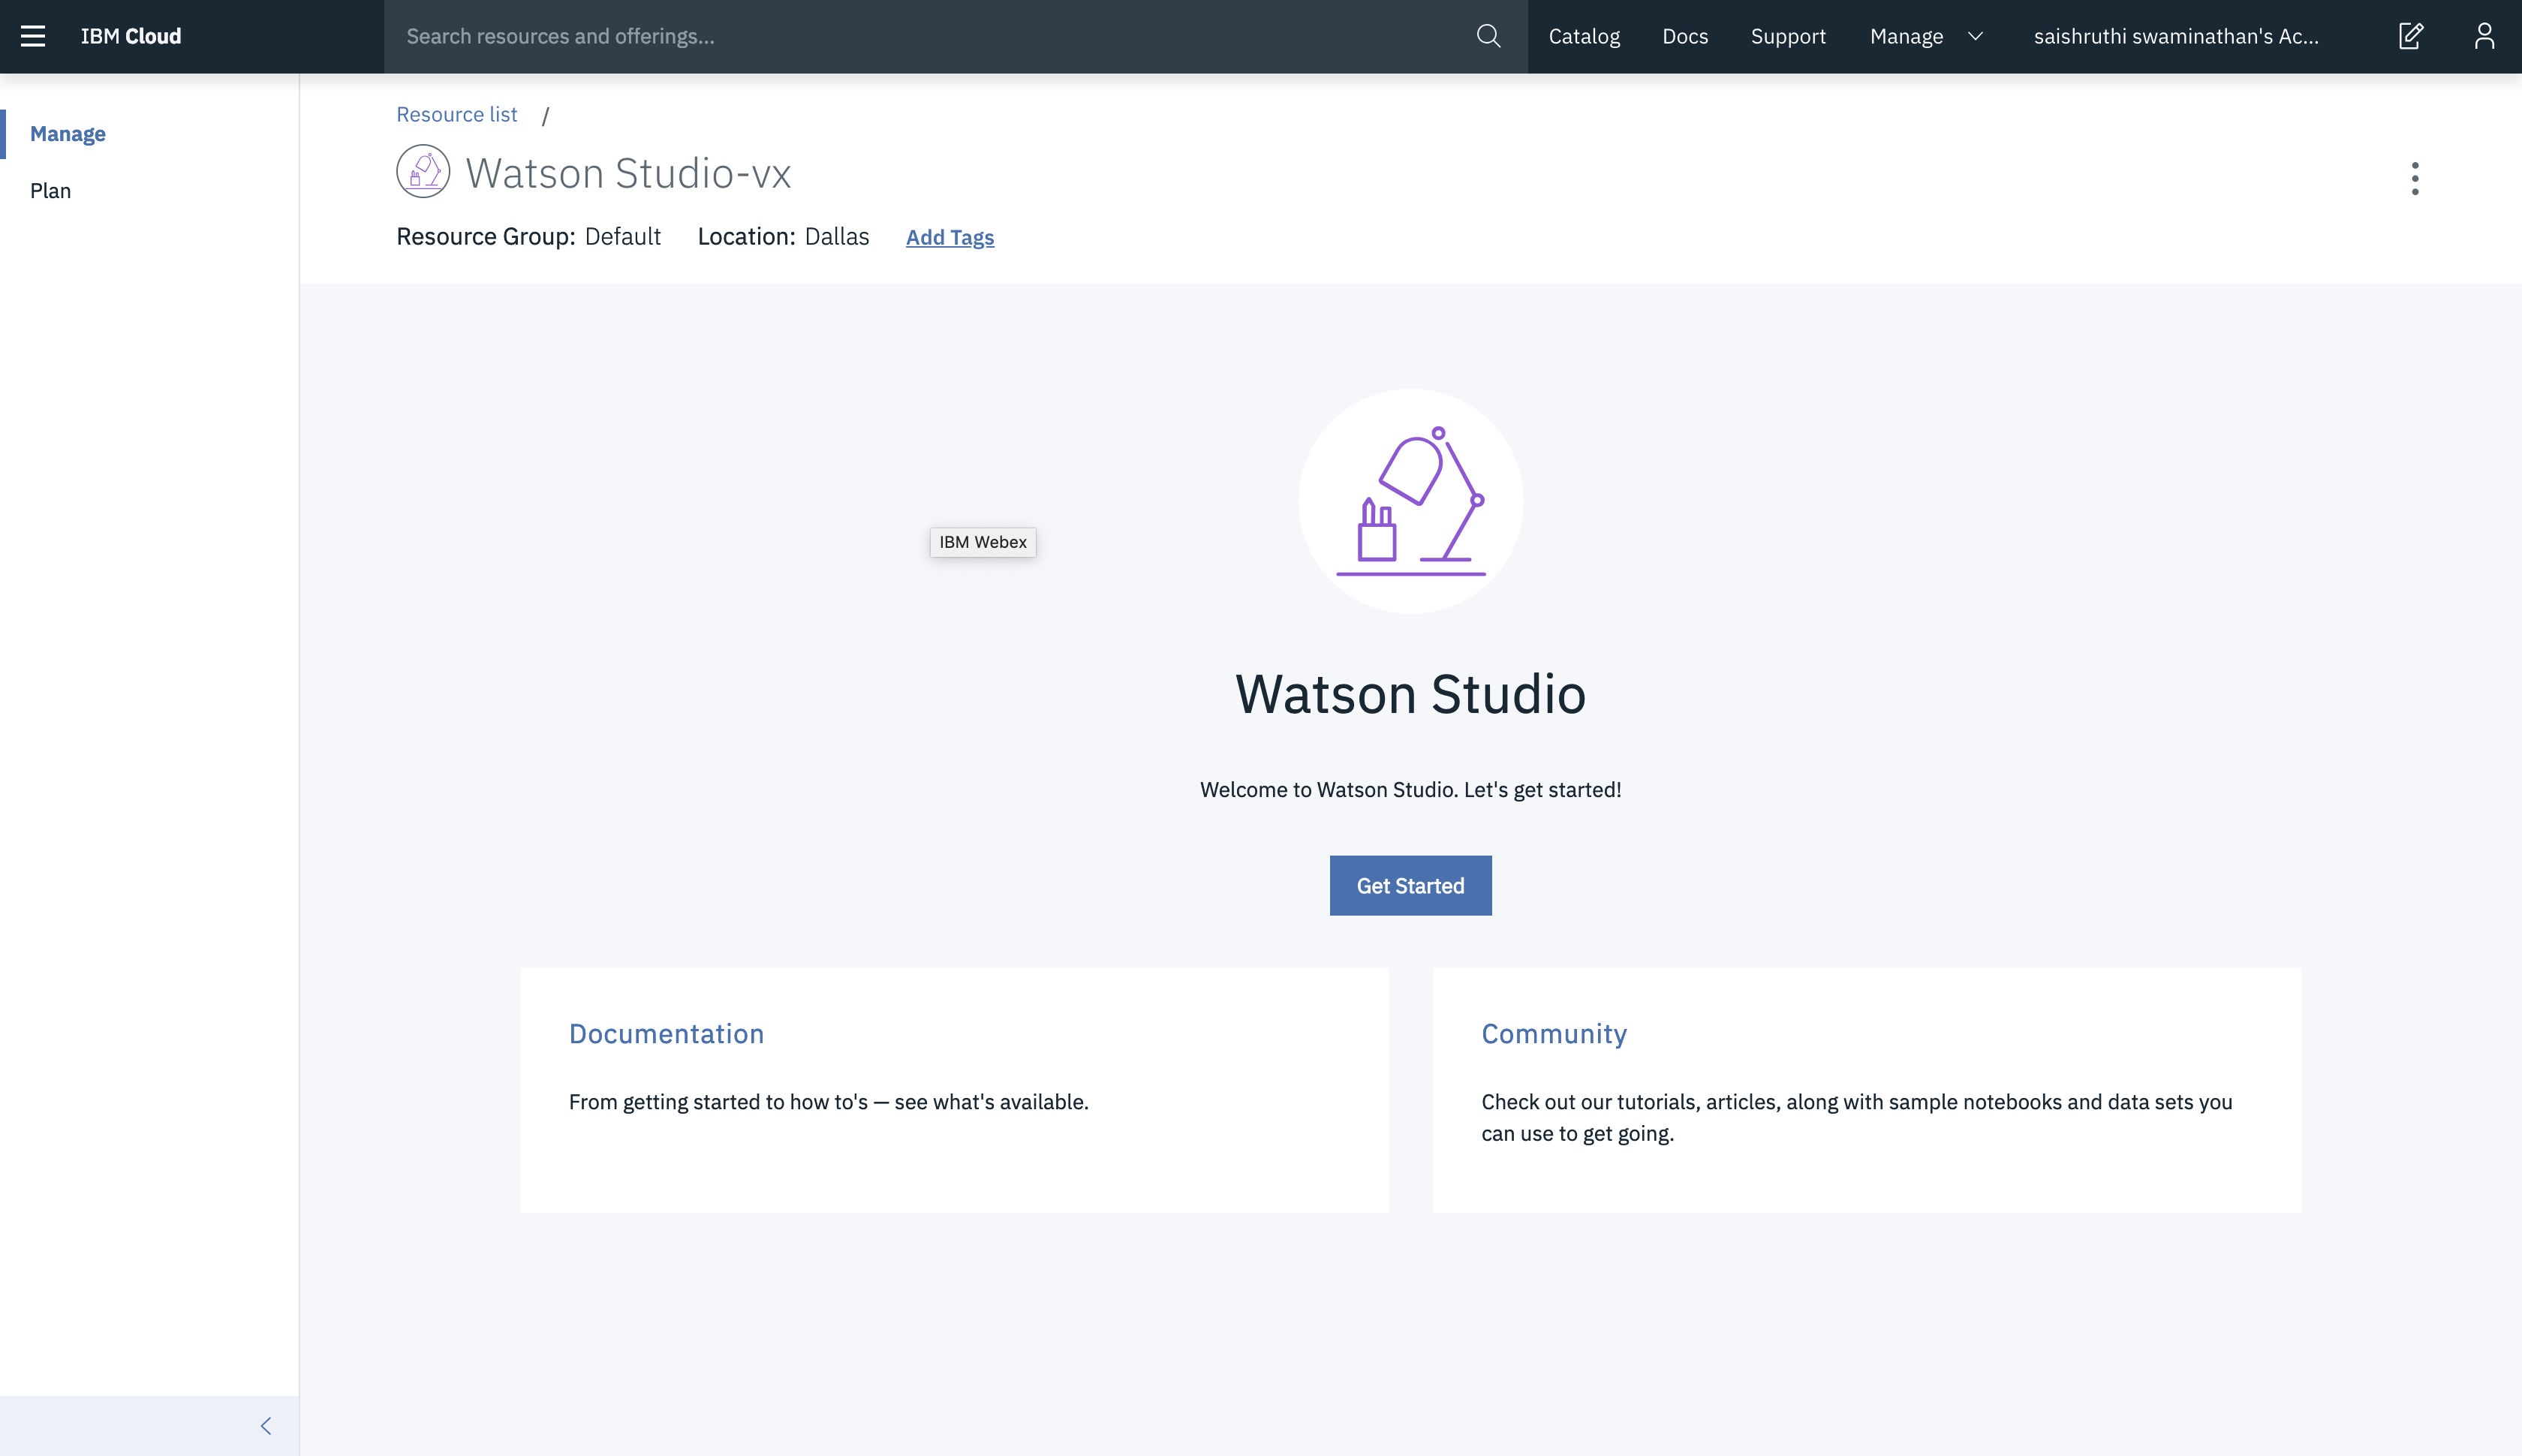 IBM Cloud
Search resources and offerings...
Catalog
Docs
Support
Manage
saishruthi swaminathan's Ac...
Manage
Plan
Resource list /
Watson Studio-vx
Resource Group: Default Location: Dallas Add Tags
IBM Webex
Watson Studio
Welcome to Watson Studio. Let's get started!
Get Started
Documentation
From getting started to how to's — see what's available.
Community
Check out our tutorials, articles, along with sample notebooks and data sets you
can use to get going.